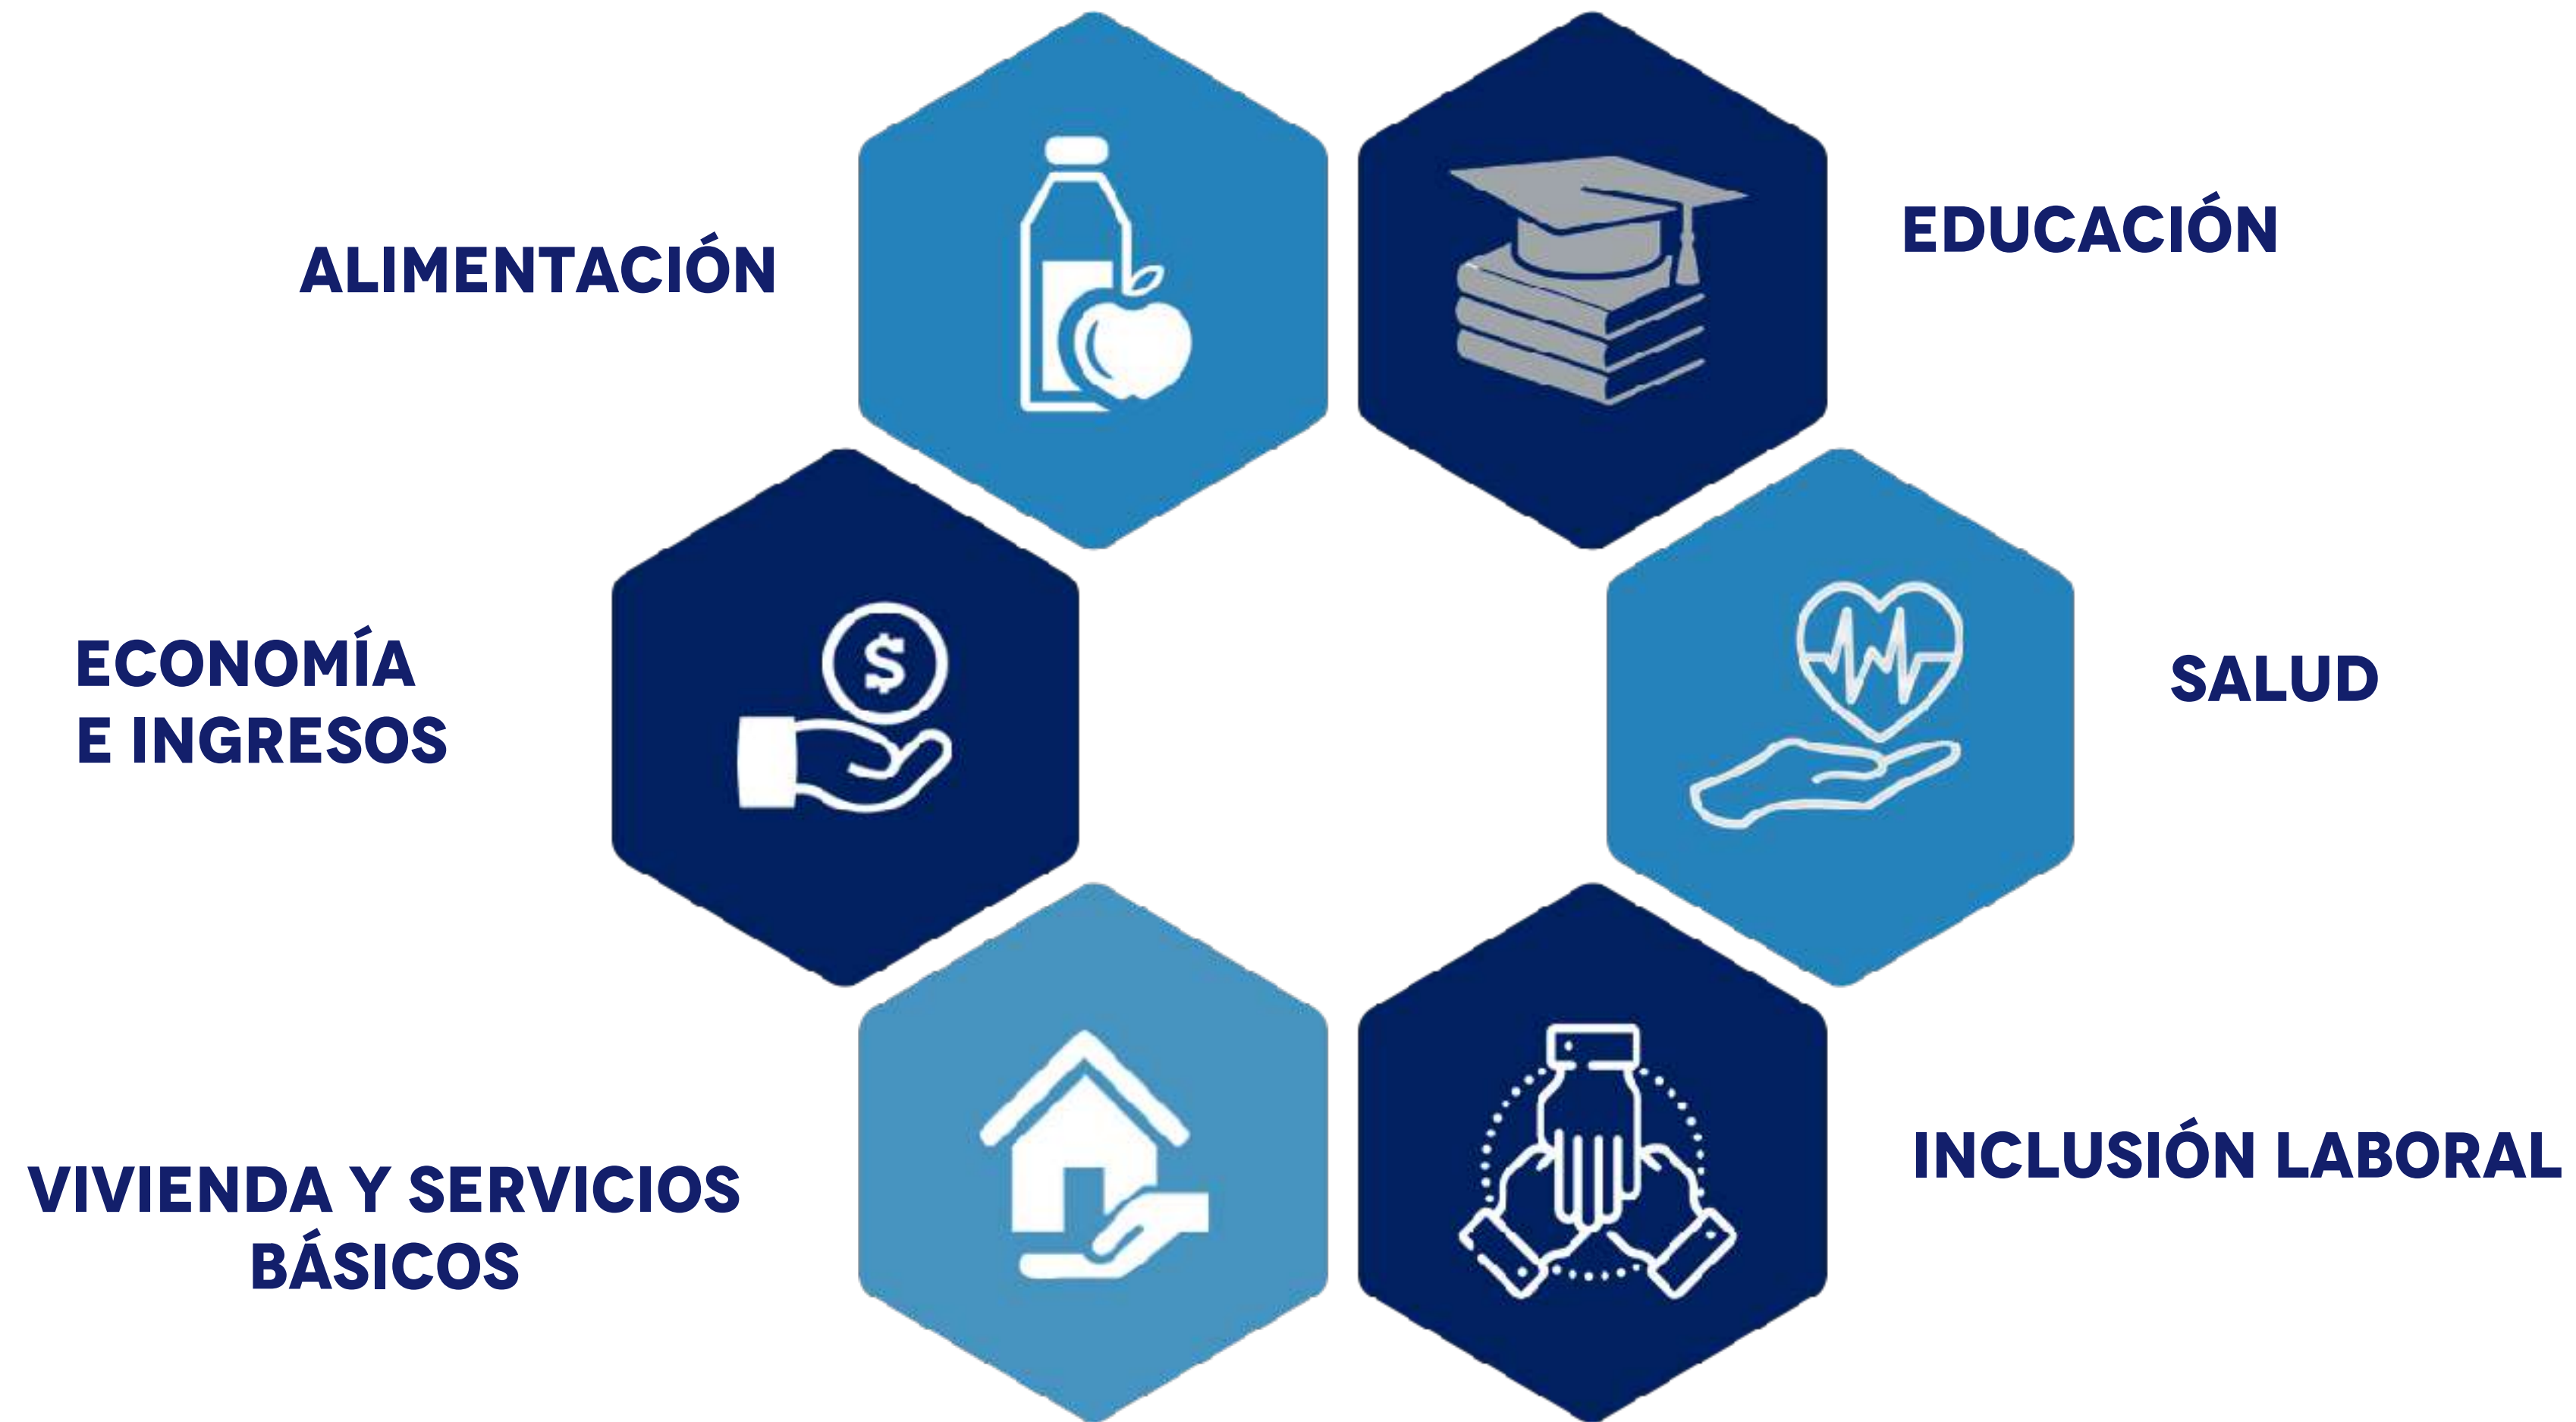 ALIMENTACIÓN
EDUCACIÓN
ECONOMÍA
E INGRESOS
$
SALUD
VIVIENDA Y SERVICIOS
BÁSICOS
INCLUSIÓN LABORAL